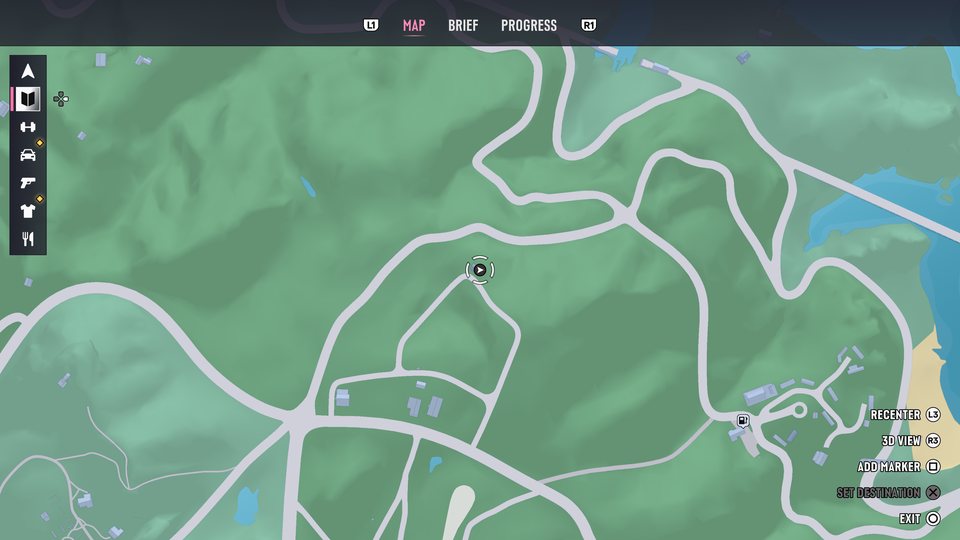 L1 MAP BRIEF PROGRESS R1
RECENTER L3
3D VIEW R3
ADD MARKER
SET DESTINATION
EXIT